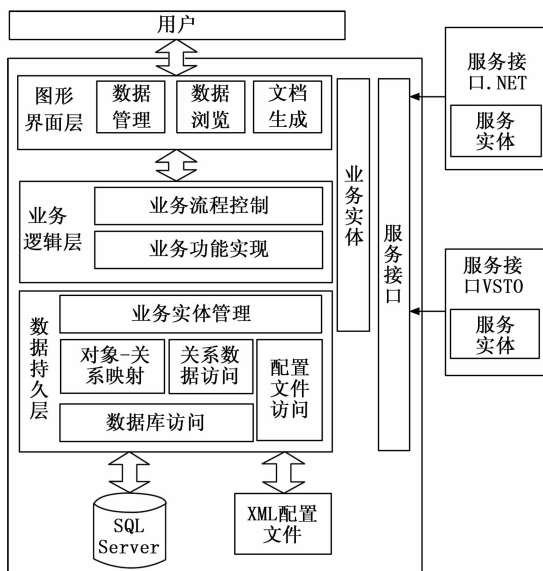 用户
图形
界面层
数据
管理
数据
浏览
文档
生成
业务
逻辑层
业务流程控制
业务功能实现
数据持久层
业务实体管理
对象-关
系映射
关系数
据访问
配置
文件
访问
数据库访问
SQL
Server
XML配置
文件
业务实体
服务接口
服务接
口.NET
服务
实体
服务接
口VSTO
服务
实体